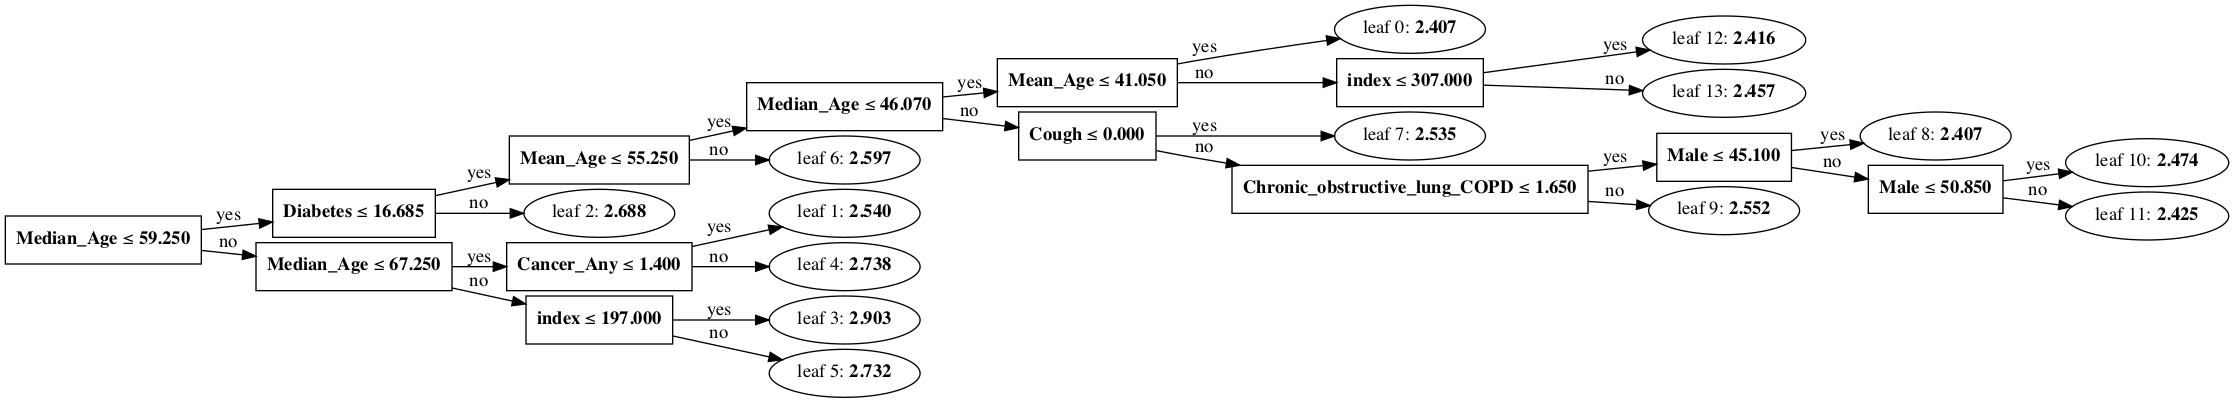 Median_Age ≤ 59.250
yes
no
Diabetes ≤ 16.685
yes
no
Median_Age ≤ 67.250
yes
no
Mean_Age ≤ 55.250
yes
no
leaf 2: 2.688
Cancer_Any ≤ 1.400
yes
no
index ≤ 197.000
yes
no
Median_Age ≤ 46.070
yes
no
leaf 6: 2.597
leaf 1: 2.540
leaf 4: 2.738
leaf 3: 2.903
leaf 5: 2.732
Mean_Age ≤ 41.050
yes
no
Cough ≤ 0.000
yes
no
leaf 0: 2.407
index ≤ 307.000
yes
no
leaf 7: 2.535
Chronic_obstructive_lung_COPD ≤ 1.650
yes
no
leaf 12: 2.416
leaf 13: 2.457
Male ≤ 45.100
yes
no
leaf 9: 2.552
leaf 8: 2.407
Male ≤ 50.850
yes
no
leaf 10: 2.474
leaf 11: 2.425